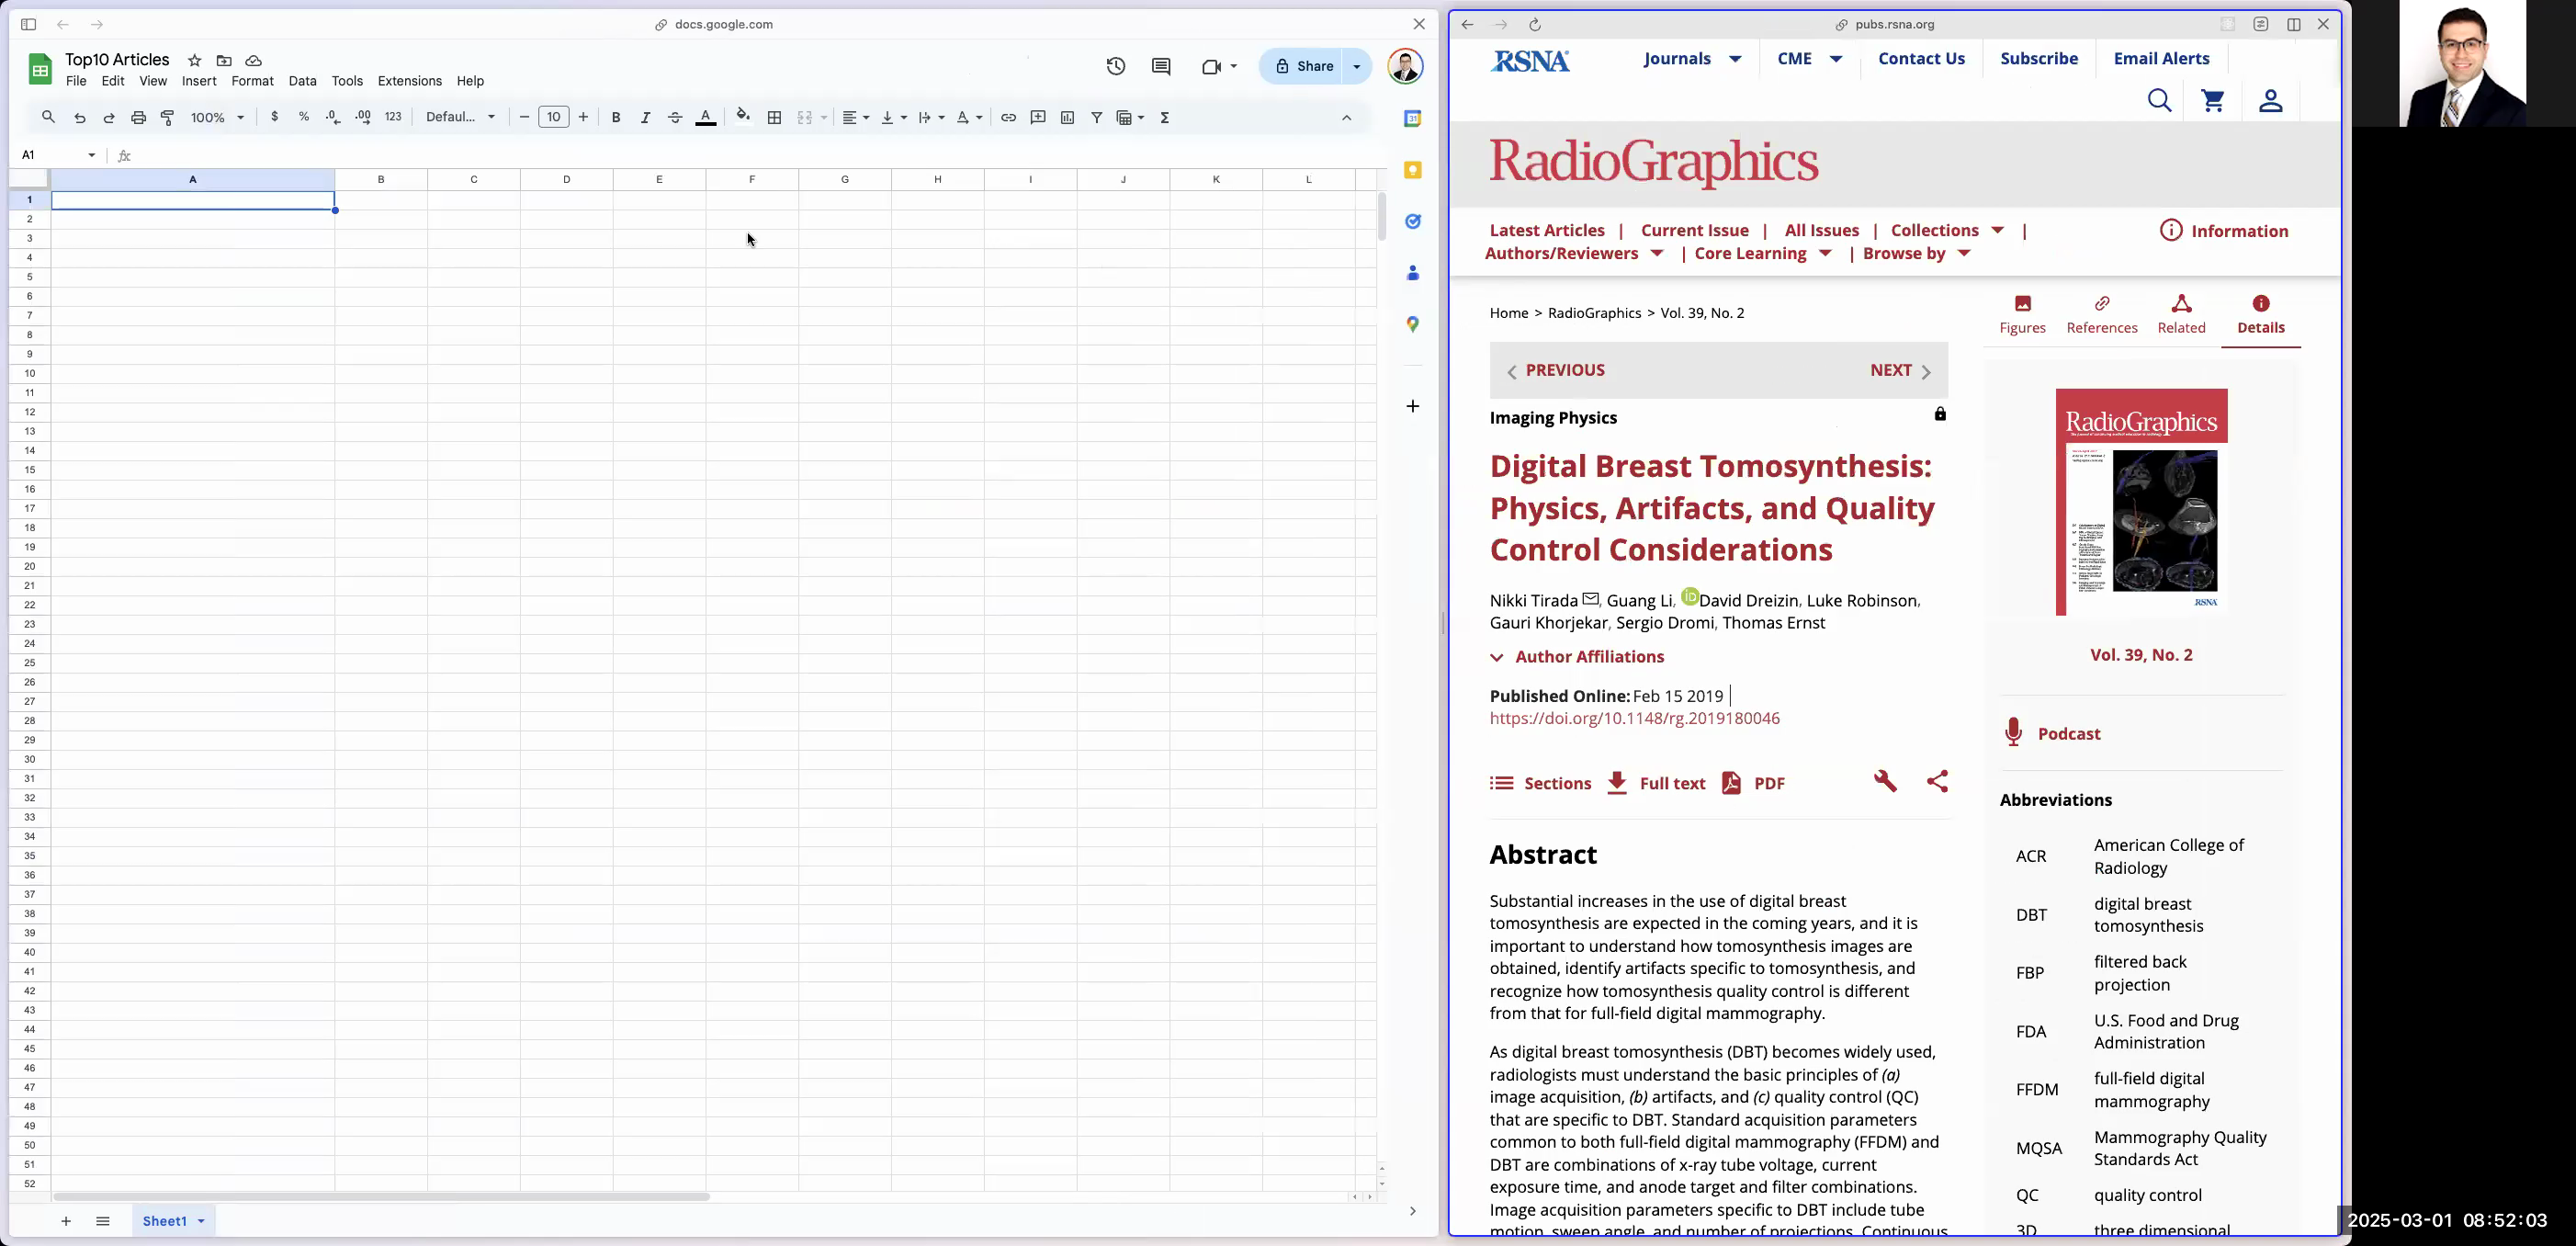 docs.google.com
Top10 Articles
File Edit View Insert Format Data Tools Extensions Help
Share
100% $ % .0 .00 123 Defaul... 10 B I S A Σ
A1 fx
A B C D E F G H I J K L
1
2
3
4
5
6
7
8
9
10
11
12
13
14
15
16
17
18
19
20
21
22
23
24
25
26
27
28
29
30
31
32
33
34
35
36
37
38
39
40
41
42
43
44
45
46
47
48
49
50
51
52
Sheet1
31
pubs.rsna.org
RSNA
Journals CME Contact Us Subscribe Email Alerts
RadioGraphics
Latest Articles | Current Issue | All Issues | Collections |
Authors/Reviewers | Core Learning | Browse by
Information
Home > RadioGraphics > Vol. 39, No. 2
PREVIOUS NEXT
Imaging Physics
Digital Breast Tomosynthesis:
Physics, Artifacts, and Quality
Control Considerations
Nikki Tirada, Guang Li, iD David Dreizin, Luke Robinson,
Gauri Khorjekar, Sergio Dromi, Thomas Ernst
Author Affiliations
Published Online: Feb 15 2019 |
https://doi.org/10.1148/rg.2019180046
Sections Full text PDF
Abstract
Substantial increases in the use of digital breast
tomosynthesis are expected in the coming years, and it is
important to understand how tomosynthesis images are
obtained, identify artifacts specific to tomosynthesis, and
recognize how tomosynthesis quality control is different
from that for full-field digital mammography.
As digital breast tomosynthesis (DBT) becomes widely used,
radiologists must understand the basic principles of (a)
image acquisition, (b) artifacts, and (c) quality control (QC)
that are specific to DBT. Standard acquisition parameters
common to both full-field digital mammography (FFDM) and
DBT are combinations of x-ray tube voltage, current
exposure time, and anode target and filter combinations.
Image acquisition parameters specific to DBT include tube
motion, sweep angle, and number of projections. Continuous
Figures References Related Details
RadioGraphics
RSNA
Vol. 39, No. 2
Podcast
Abbreviations
ACR American College of
Radiology
DBT digital breast
tomosynthesis
FBP filtered back
projection
FDA U.S. Food and Drug
Administration
FFDM full-field digital
mammography
MQSA Mammography Quality
Standards Act
QC quality control
3D three dimensional
2025-03-01 08:52:03